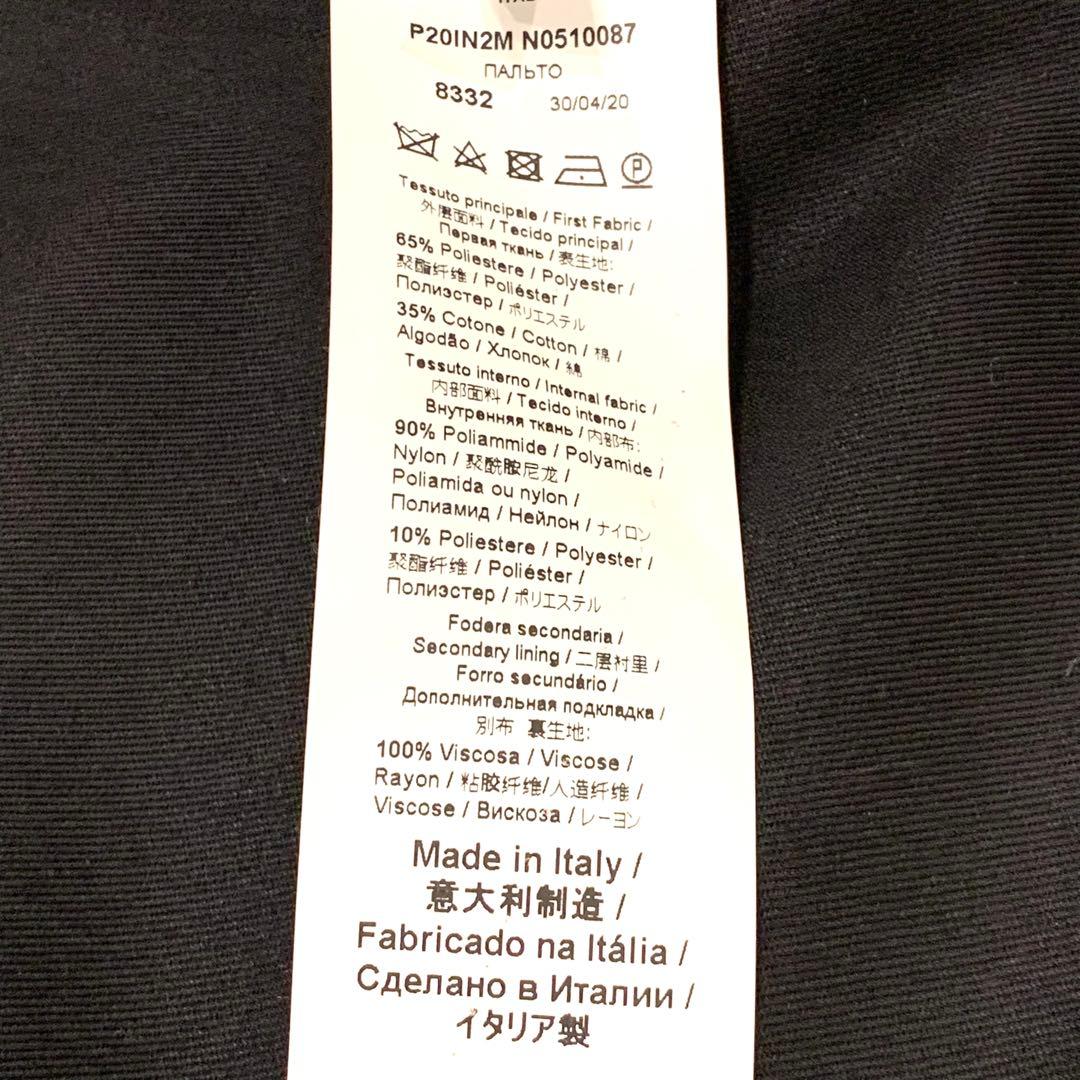 P20IN2M N0510087
ПАЛЬТО
8332 30/04/20
P
Tessuto principale / First Fabric /
外层面料 / Tecido principal /
Первая ткань / 裏生地:
65% Poliestere / Polyester /
聚酯纤维 / Poliéster /
Полиэстер / ポリエステル
35% Cotone / Cotton / 棉 /
Algodão / Хлопок / 綿
Tessuto interno / Internal fabric /
内部面料 / Tecido interno /
Внутренняя ткань / 内部布:
90% Poliammide / Polyamide /
Nylon / 聚酰胺尼龙 /
Poliamida ou nylon /
Полиамид / Нейлон / ナイロン
10% Poliestere / Polyester /
聚酯纤维 / Poliéster /
Полиэстер / ポリエステル
Fodera secondaria /
Secondary lining / 二层衬里 /
Forro secundário /
Дополнительная подкладка /
別布 裏生地:
100% Viscosa / Viscose /
Rayon / 粘胶纤维/人造纤维 /
Viscose / Вискоза / レーヨン
Made in Italy /
意大利制造 /
Fabricado na Itália /
Сделано в Италии /
イタリア製